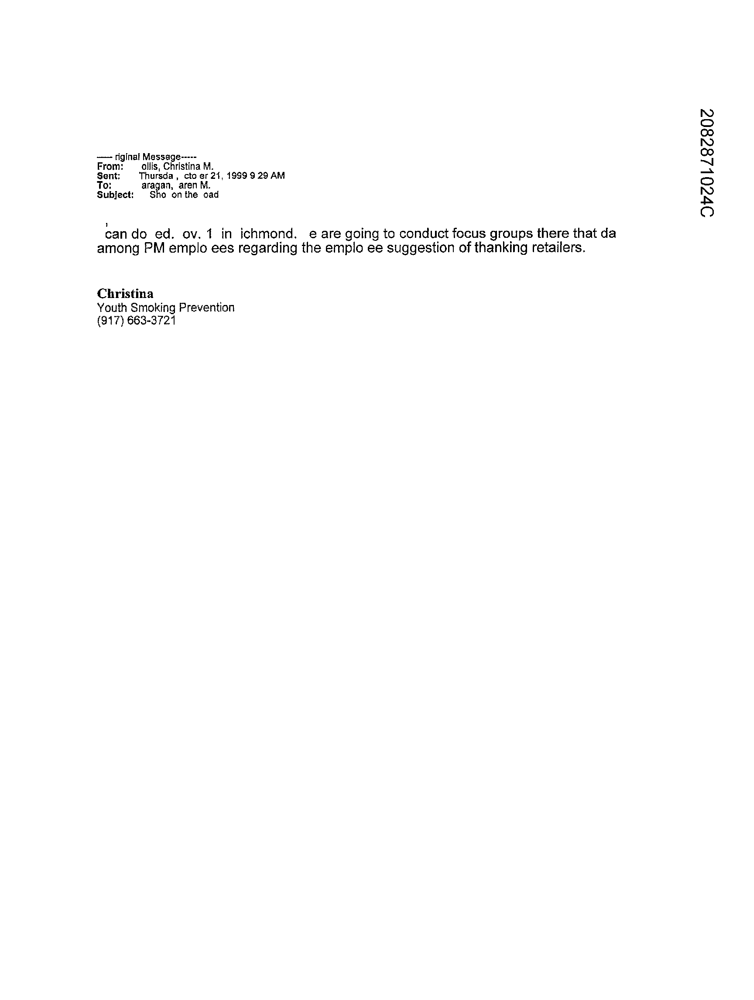 ----- riginal Message-----
From: ollis, Christina M.
Sent: Thursda , cto er 21, 1999 9 29 AM
To: aragan, aren M.
Subject: Sho on the oad
,
can do ed. ov. 1 in ichmond. e are going to conduct focus groups there that da
among PM emplo ees regarding the emplo ee suggestion of thanking retailers.
Christina
Youth Smoking Prevention
(917) 663-3721
2082871024C